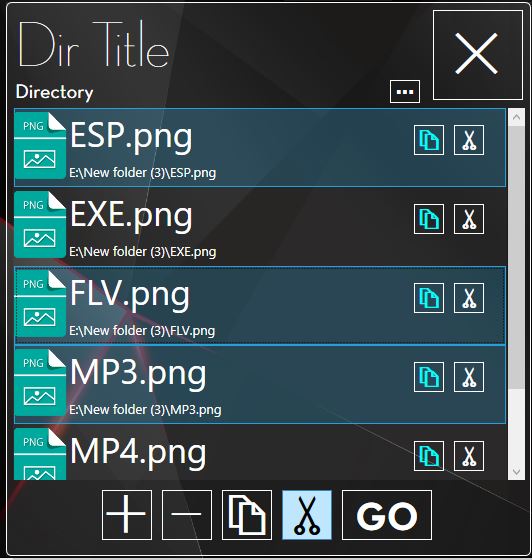 Dir Title
Directory
...
PNG
ESP.png
E:\New folder (3)\ESP.png
PNG
EXE.png
E:\New folder (3)\EXE.png
PNG
FLV.png
E:\New folder (3)\FLV.png
PNG
MP3.png
E:\New folder (3)\MP3.png
PNG
MP4.png
GO